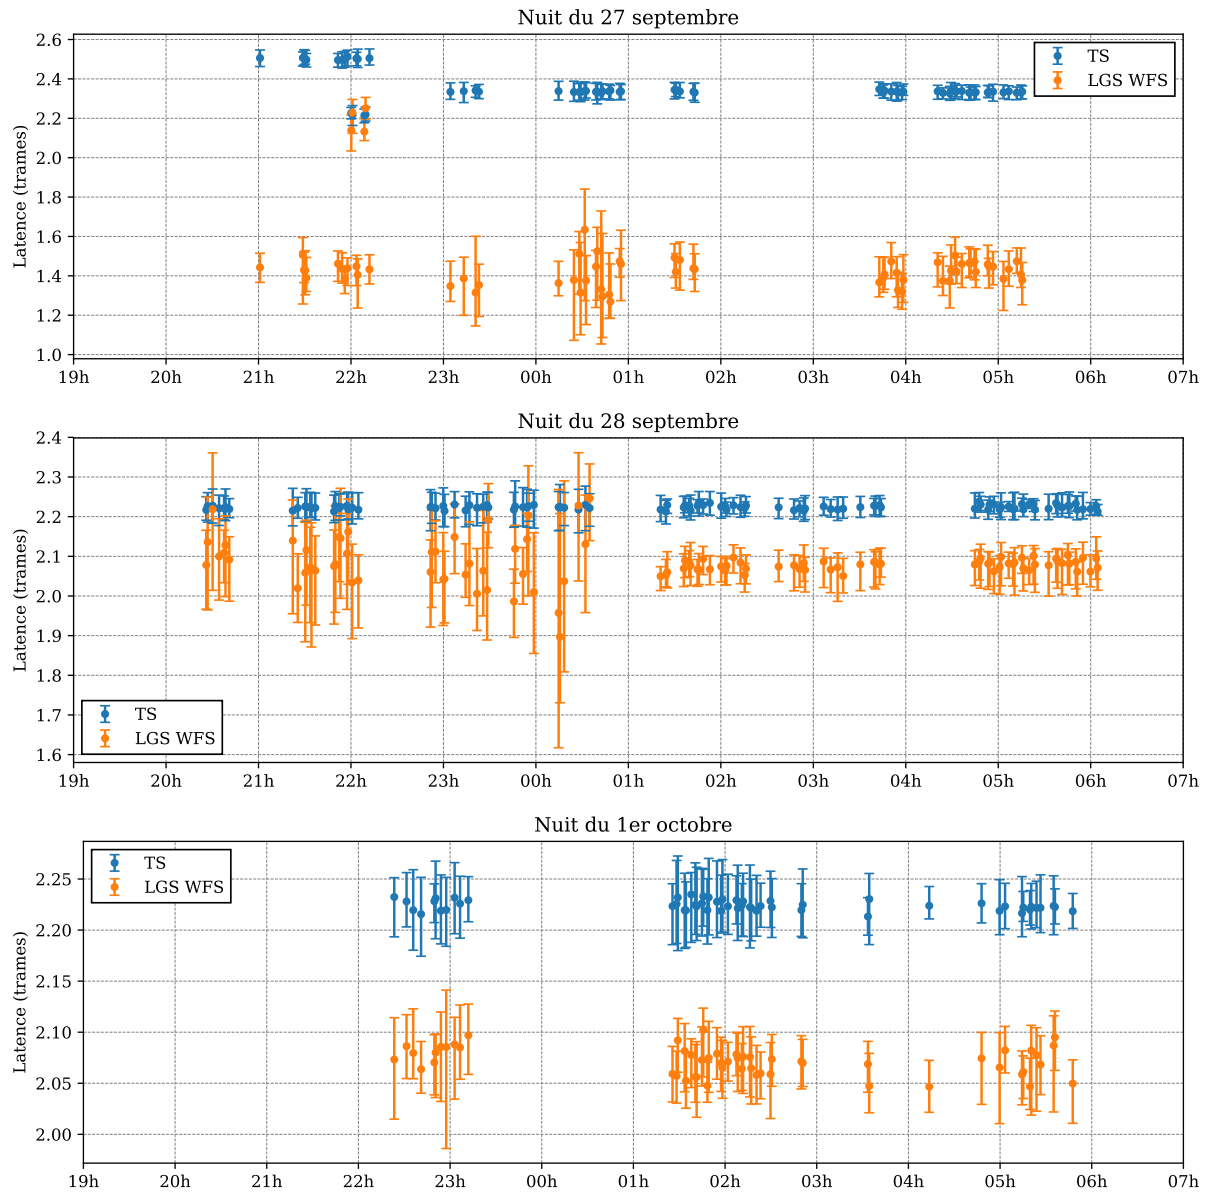 Nuit du 27 septembre
2.6
2.4
2.2
2.0
1.8
1.6
1.4
1.2
1.0
Latence (trames)
TS
LGS WFS
19h 20h 21h 22h 23h 00h 01h 02h 03h 04h 05h 06h 07h
Nuit du 28 septembre
2.4
2.3
2.2
2.1
2.0
1.9
1.8
1.7
1.6
Latence (trames)
TS
LGS WFS
19h 20h 21h 22h 23h 00h 01h 02h 03h 04h 05h 06h 07h
Nuit du 1er octobre
2.25
2.20
2.15
2.10
2.05
2.00
Latence (trames)
TS
LGS WFS
19h 20h 21h 22h 23h 00h 01h 02h 03h 04h 05h 06h 07h